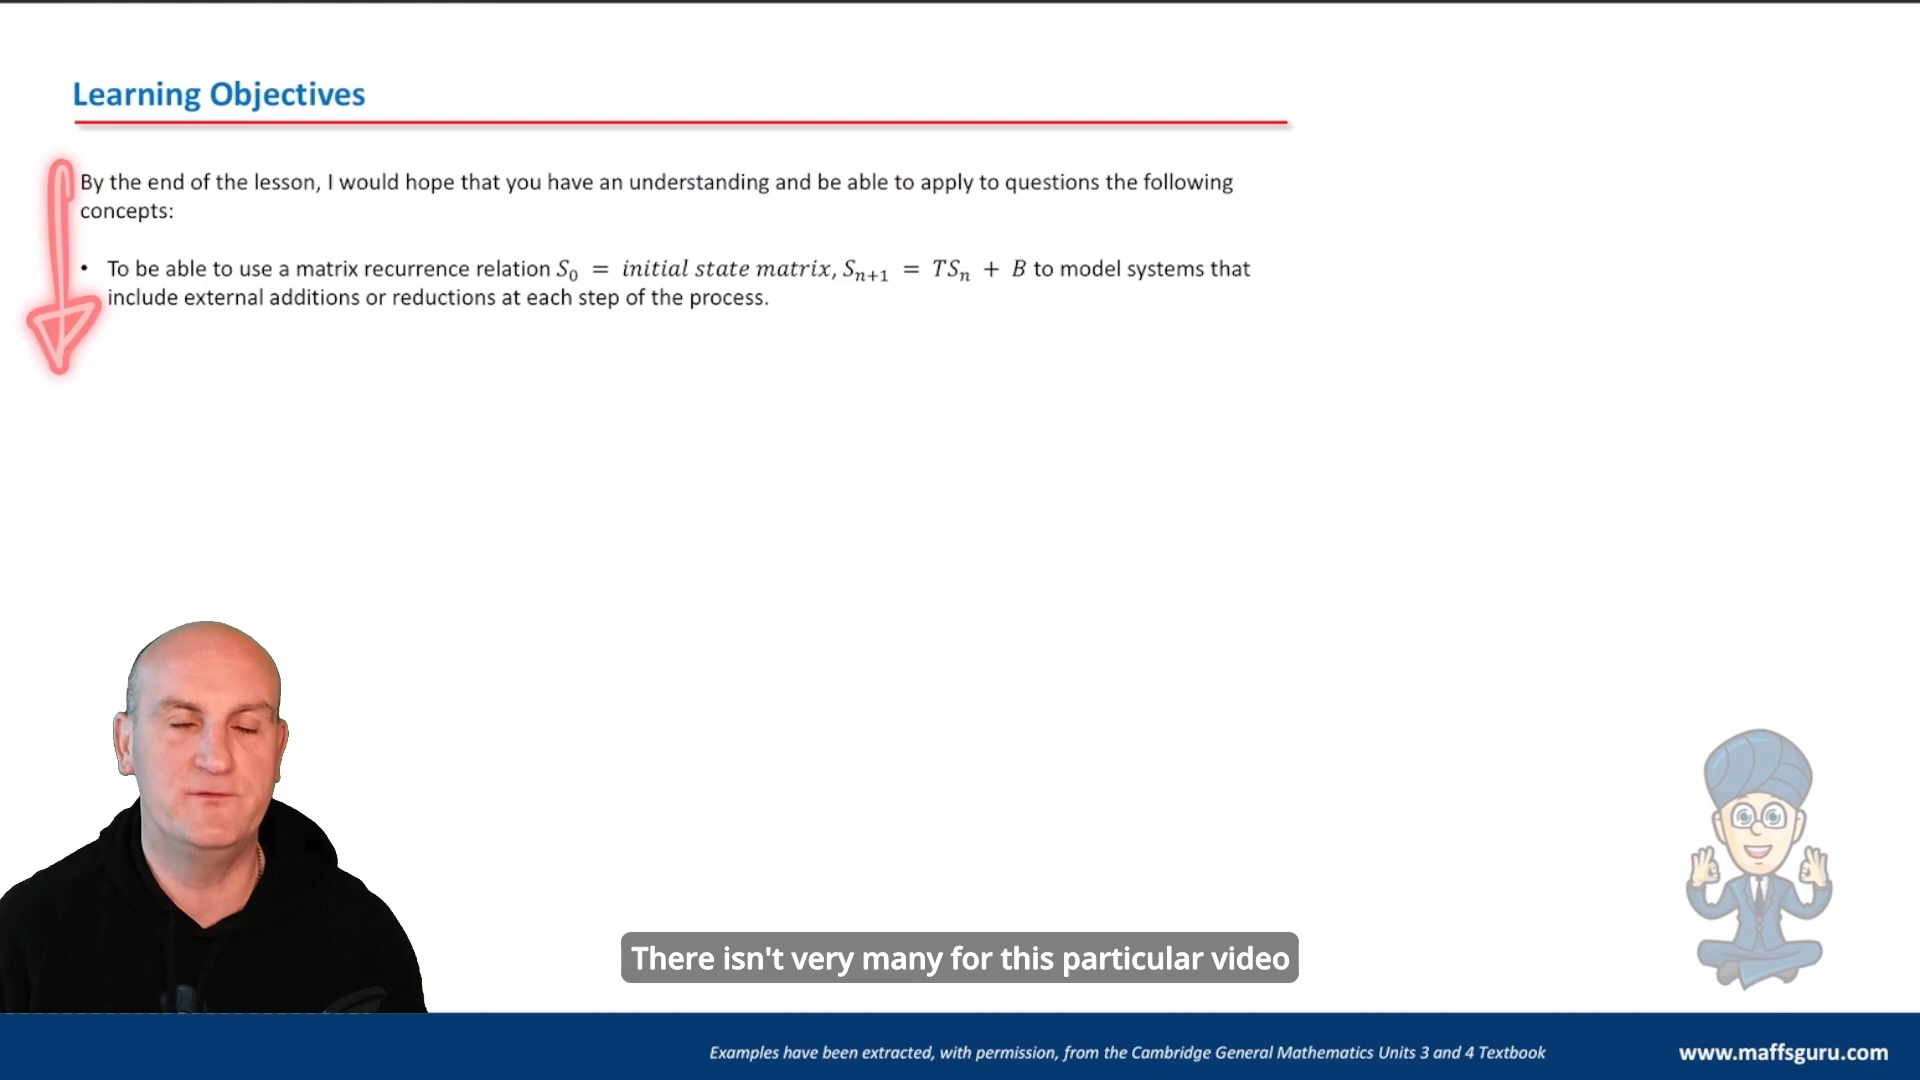 Learning Objectives
By the end of the lesson, I would hope that you have an understanding and be able to apply to questions the following
concepts:
• To be able to use a matrix recurrence relation S₀ = initial state matrix, Sₙ₊₁ = TSₙ + B to model systems that
include external additions or reductions at each step of the process.
There isn't very many for this particular video
Examples have been extracted, with permission, from the Cambridge General Mathematics Units 3 and 4 Textbook
www.maffsguru.com